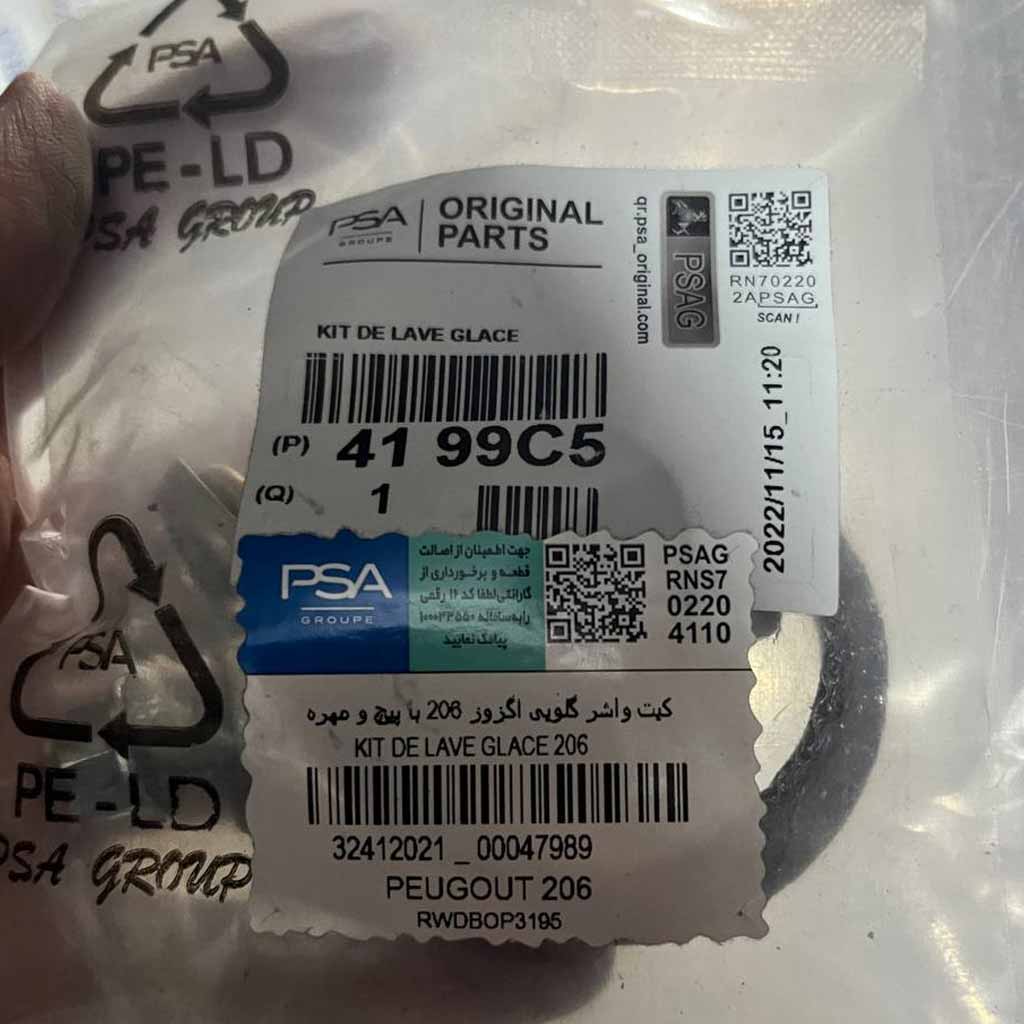 PSA
PE-LD
PSA GROUP
PSA
GROUPE
ORIGINAL
PARTS
qr.psa_original.com
PSAG
RN70220
2APSAG
SCAN!
KIT DE LAVE GLACE
(P) 41 99C5
(Q) 1
2022/11/15_11:20
PSA
GROUPE
جهت اطمینان از اصالت
قطعه و برخورداری از
گارانتی لطفا کد ۱۲ رقمی
را به سامانه ۱۰۰۰۲۲۵۵۰
پیامک نمایید
PSAG
RNS7
0220
4110
کیت واشر گلویی اگزوز 206 با پیچ و مهره
KIT DE LAVE GLACE 206
32412021 _ 00047989
PEUGOUT 206
RWDBOP3195
PSA
PE-LD
PSA GROUP